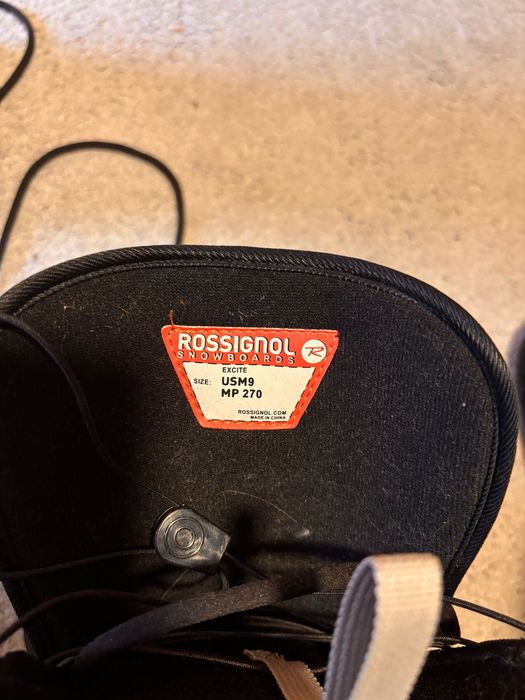 ROSSIGNOL R
SNOWBOARDS
EXCITE
SIZE: USM9
MP 270
ROSSIGNOL.COM
MADE IN CHINA